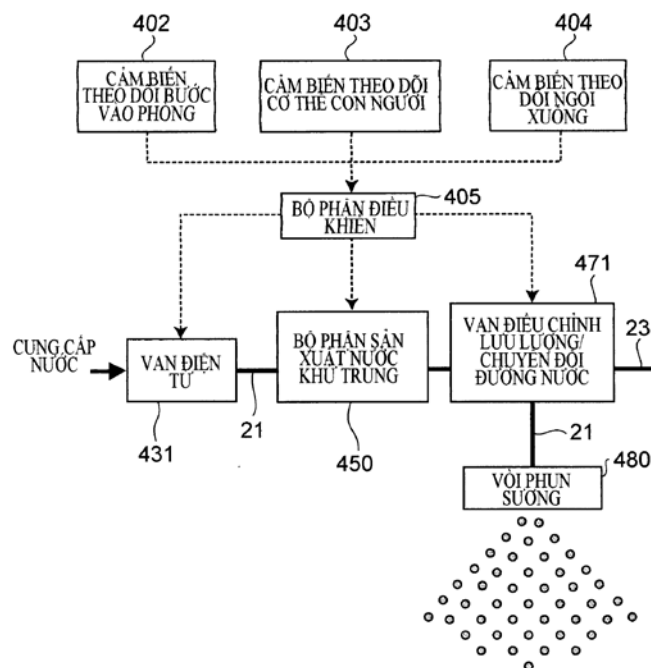 402
403
404
CẢM BIẾN
THEO DÕI BƯỚC
VÀO PHÒNG
CẢM BIẾN THEO DÕI
CƠ THỂ CON NGƯỜI
CẢM BIẾN THEO
DÕI NGỒI
XUỐNG
405
BỘ PHẬN ĐIỀU
KHIỂN
471
CUNG CẤP
NƯỚC
VAN ĐIỆN
TỪ
BỘ PHẬN SẢN
XUẤT NƯỚC
KHỬ TRÙNG
VAN ĐIỀU CHỈNH
LƯU LƯỢNG/
CHUYỂN ĐỔI
ĐƯỜNG NƯỚC
23
431
21
450
21
480
VÒI PHUN
SƯƠNG